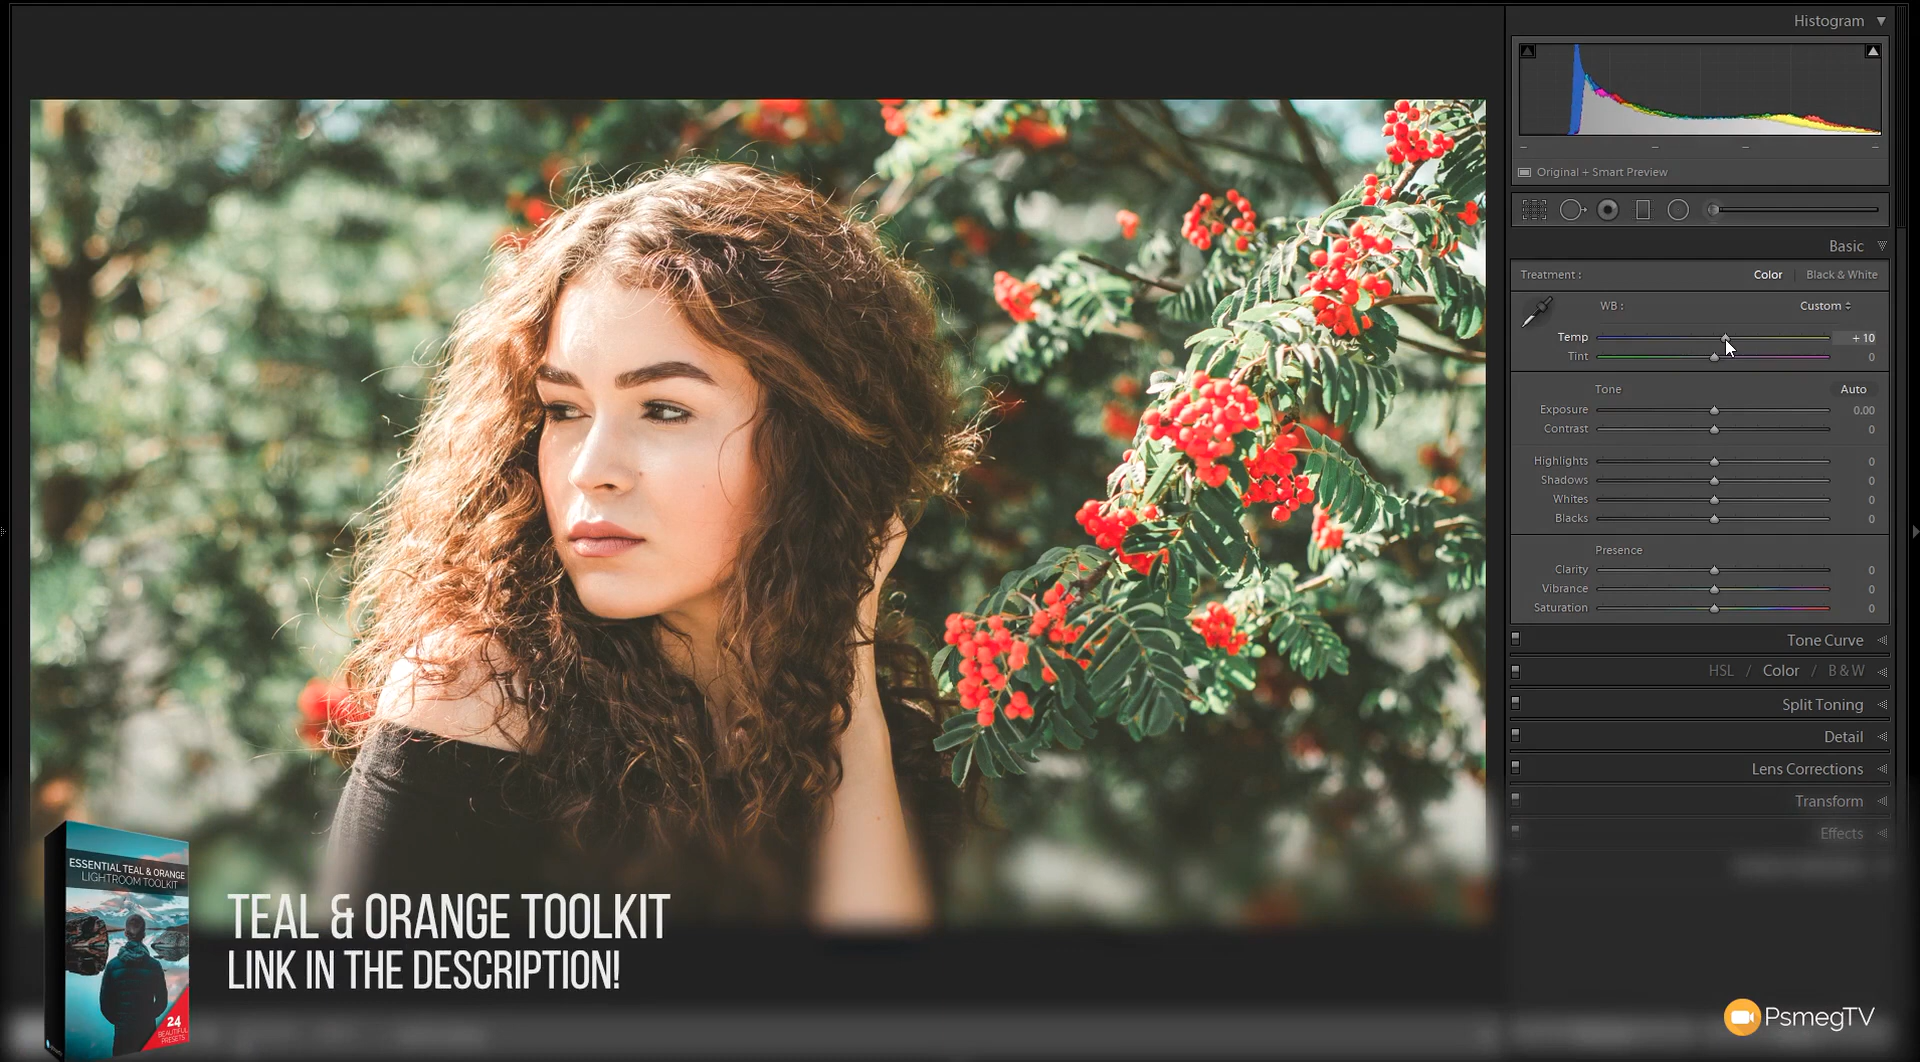 Histogram
Original + Smart Preview
Basic
Treatment : Color Black & White
WB : Custom
Temp + 10
Tint 0
Tone Auto
Exposure 0.00
Contrast 0
Highlights 0
Shadows 0
Whites 0
Blacks 0
Presence
Clarity 0
Vibrance 0
Saturation 0
Tone Curve
HSL / Color / B & W
Split Toning
Detail
Lens Corrections
Transform
Effects
ESSENTIAL TEAL & ORANGE
LIGHTROOM TOOLKIT
24
BEAUTIFUL
PRESETS
TEAL & ORANGE TOOLKIT
LINK IN THE DESCRIPTION!
PsmegTV